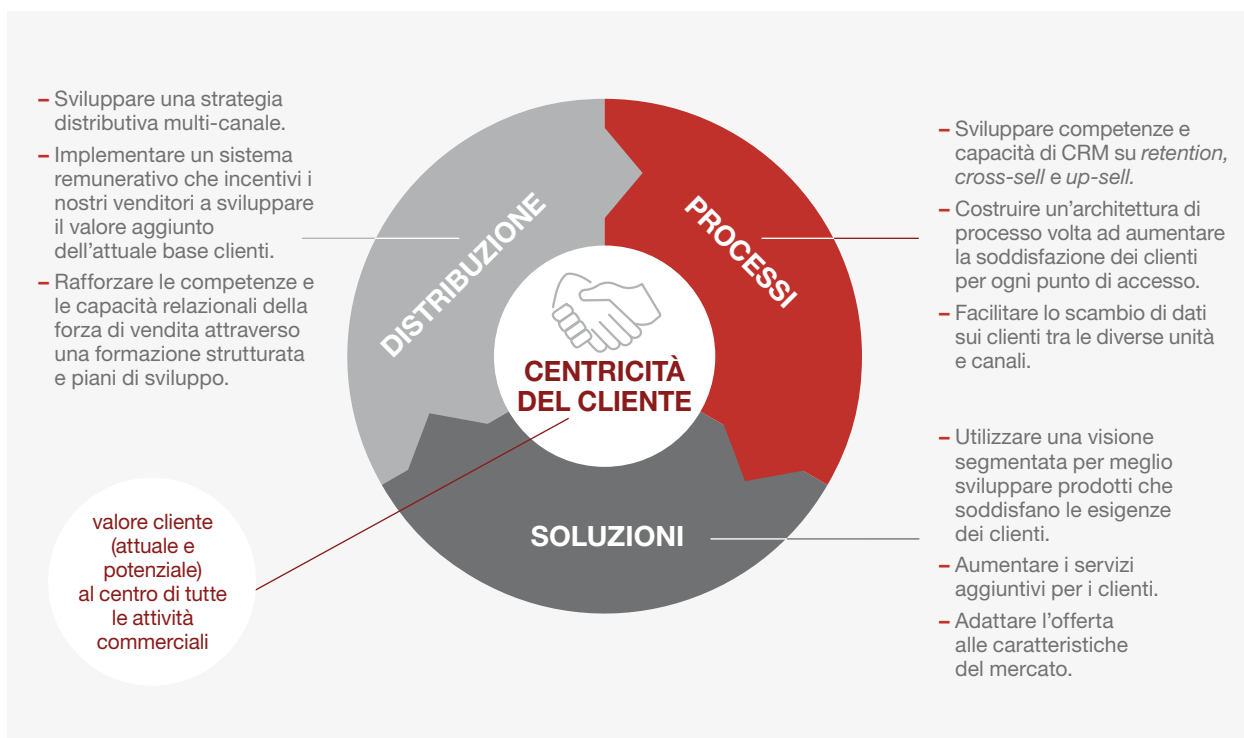 – Sviluppare una strategia
distributiva multi-canale.
– Implementare un sistema
remunerativo che incentivi i
nostri venditori a sviluppare
il valore aggiunto
dell’attuale base clienti.
– Rafforzare le competenze e
le capacità relazionali della
forza di vendita attraverso
una formazione strutturata
e piani di sviluppo.
DISTRIBUZIONE
PROCESSI
– Sviluppare competenze e
capacità di CRM su retention,
cross-sell e up-sell.
– Costruire un’architettura di
processo volta ad aumentare
la soddisfazione dei clienti
per ogni punto di accesso.
– Facilitare lo scambio di dati
sui clienti tra le diverse unità
e canali.
CENTRICITÀ
DEL CLIENTE
valore cliente
(attuale e
potenziale)
al centro di tutte
le attività
commerciali
SOLUZIONI
– Utilizzare una visione
segmentata per meglio
sviluppare prodotti che
soddisfano le esigenze
dei clienti.
– Aumentare i servizi
aggiuntivi per i clienti.
– Adattare l’offerta
alle caratteristiche
del mercato.